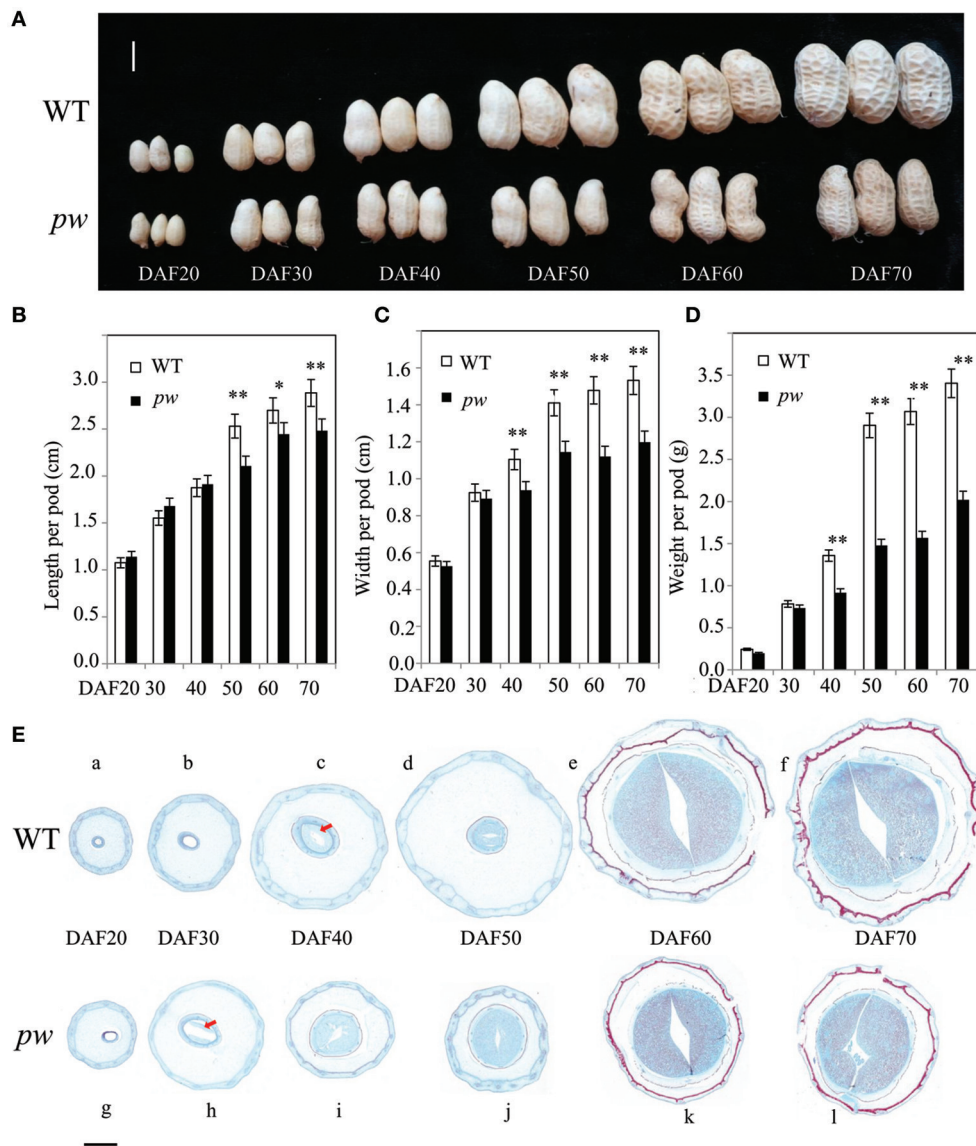 A
WT
pw
DAF20 DAF30 DAF40 DAF50 DAF60 DAF70
B
Length per pod (cm)
3.0
2.5
2.0
1.5
1.0
0.5
0.0
WT
pw
** * **
DAF20 30 40 50 60 70
C
Width per pod (cm)
1.6
1.4
1.2
0.9
0.6
0.4
0.2
0.0
WT
pw
** ** ** **
DAF20 30 40 50 60 70
D
Weight per pod (g)
3.5
3.0
2.5
2.0
1.5
1.0
0.5
0.0
WT
pw
** ** ** **
DAF20 30 40 50 60 70
E
a b c d e f
WT
DAF20 DAF30 DAF40 DAF50 DAF60 DAF70
pw
g h i j k l